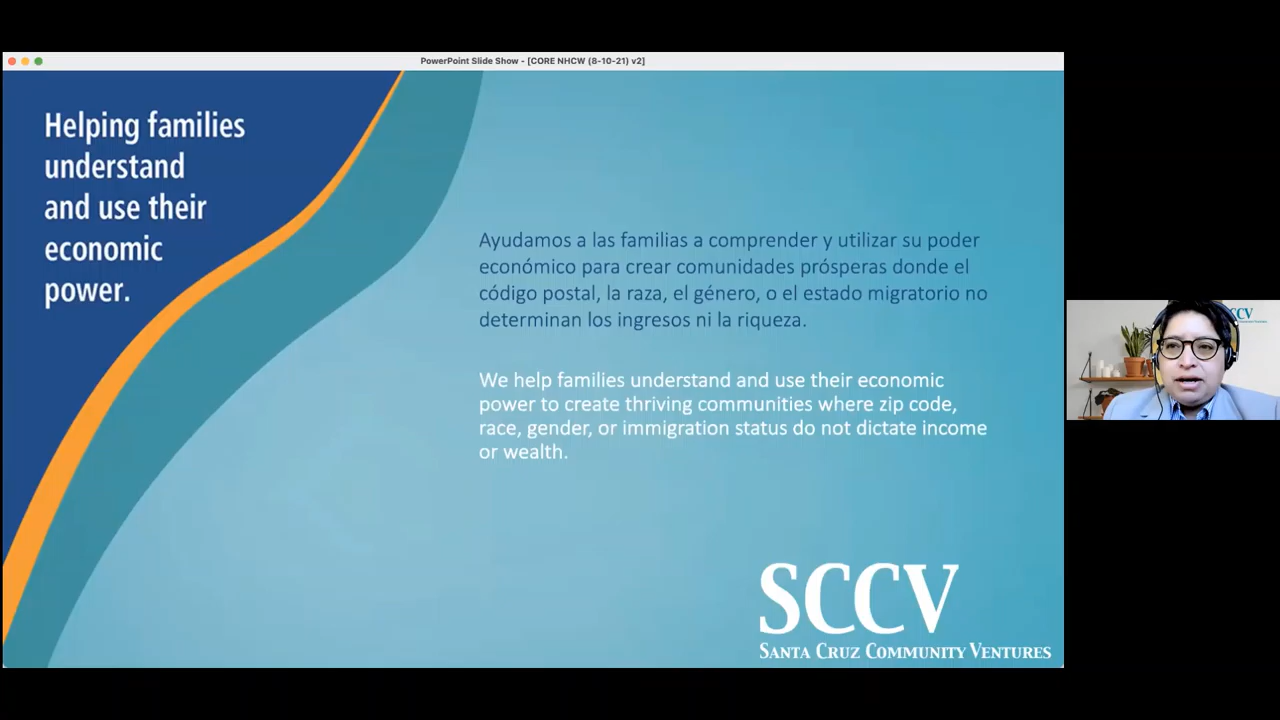 PowerPoint Slide Show - [CORE NHCW (8-10-21) v2]
Helping families
understand
and use their
economic
power.
Ayudamos a las familias a comprender y utilizar su poder
económico para crear comunidades prósperas donde el
código postal, la raza, el género, o el estado migratorio no
determinan los ingresos ni la riqueza.
We help families understand and use their economic
power to create thriving communities where zip code,
race, gender, or immigration status do not dictate income
or wealth.
SCCV
SANTA CRUZ COMMUNITY VENTURES
CV